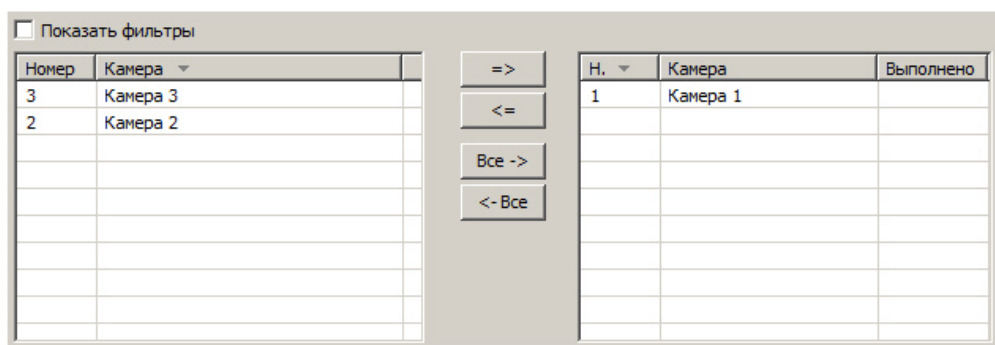 Показать фильтры
Номер Камера
3 Камера 3
2 Камера 2
=>
<=
Все ->
<- Все
Н. Камера Выполнено
1 Камера 1